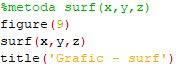 %metoda surf(x,y,z)
figure(9)
surf(x,y,z)
title('Grafic - surf')